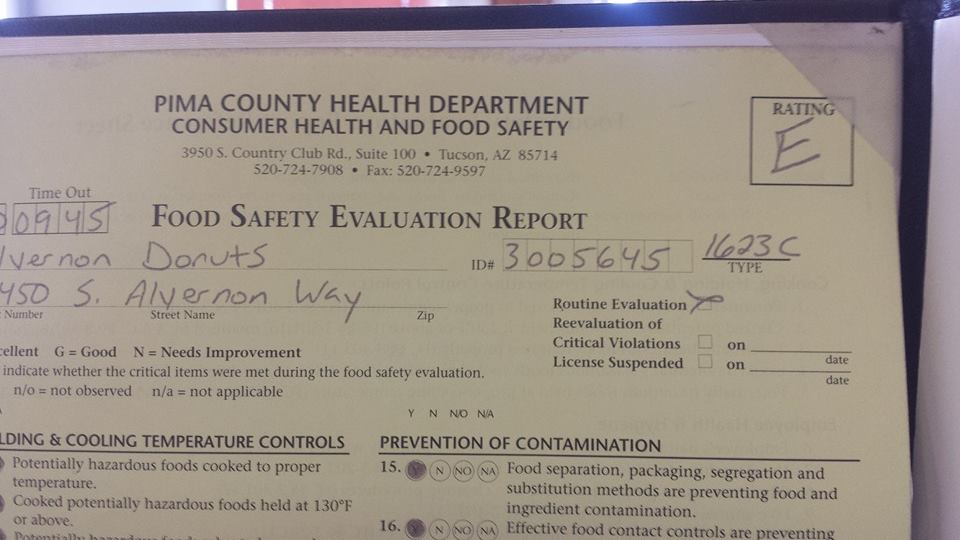 PIMA COUNTY HEALTH DEPARTMENT
CONSUMER HEALTH AND FOOD SAFETY
3950 S. Country Club Rd., Suite 100 • Tucson, AZ 85714
520-724-7908 • Fax: 520-724-9597
RATING
E
Time Out
0945
FOOD SAFETY EVALUATION REPORT
lvernon Donuts
ID# 3005645
1623C
TYPE
450 S. Alvernon Way
Number Street Name Zip
Routine Evaluation
Reevaluation of
Critical Violations on
date
License Suspended on
date
cellent G = Good N = Needs Improvement
indicate whether the critical items were met during the food safety evaluation.
n/o = not observed n/a = not applicable
Y N N/O N/A
LDING & COOLING TEMPERATURE CONTROLS
Potentially hazardous foods cooked to proper
temperature.
Cooked potentially hazardous foods held at 130°F
or above.
PREVENTION OF CONTAMINATION
15. Y N NO NA Food separation, packaging, segregation and
substitution methods are preventing food and
ingredient contamination.
16. Y N NO NA Effective food contact controls are preventing